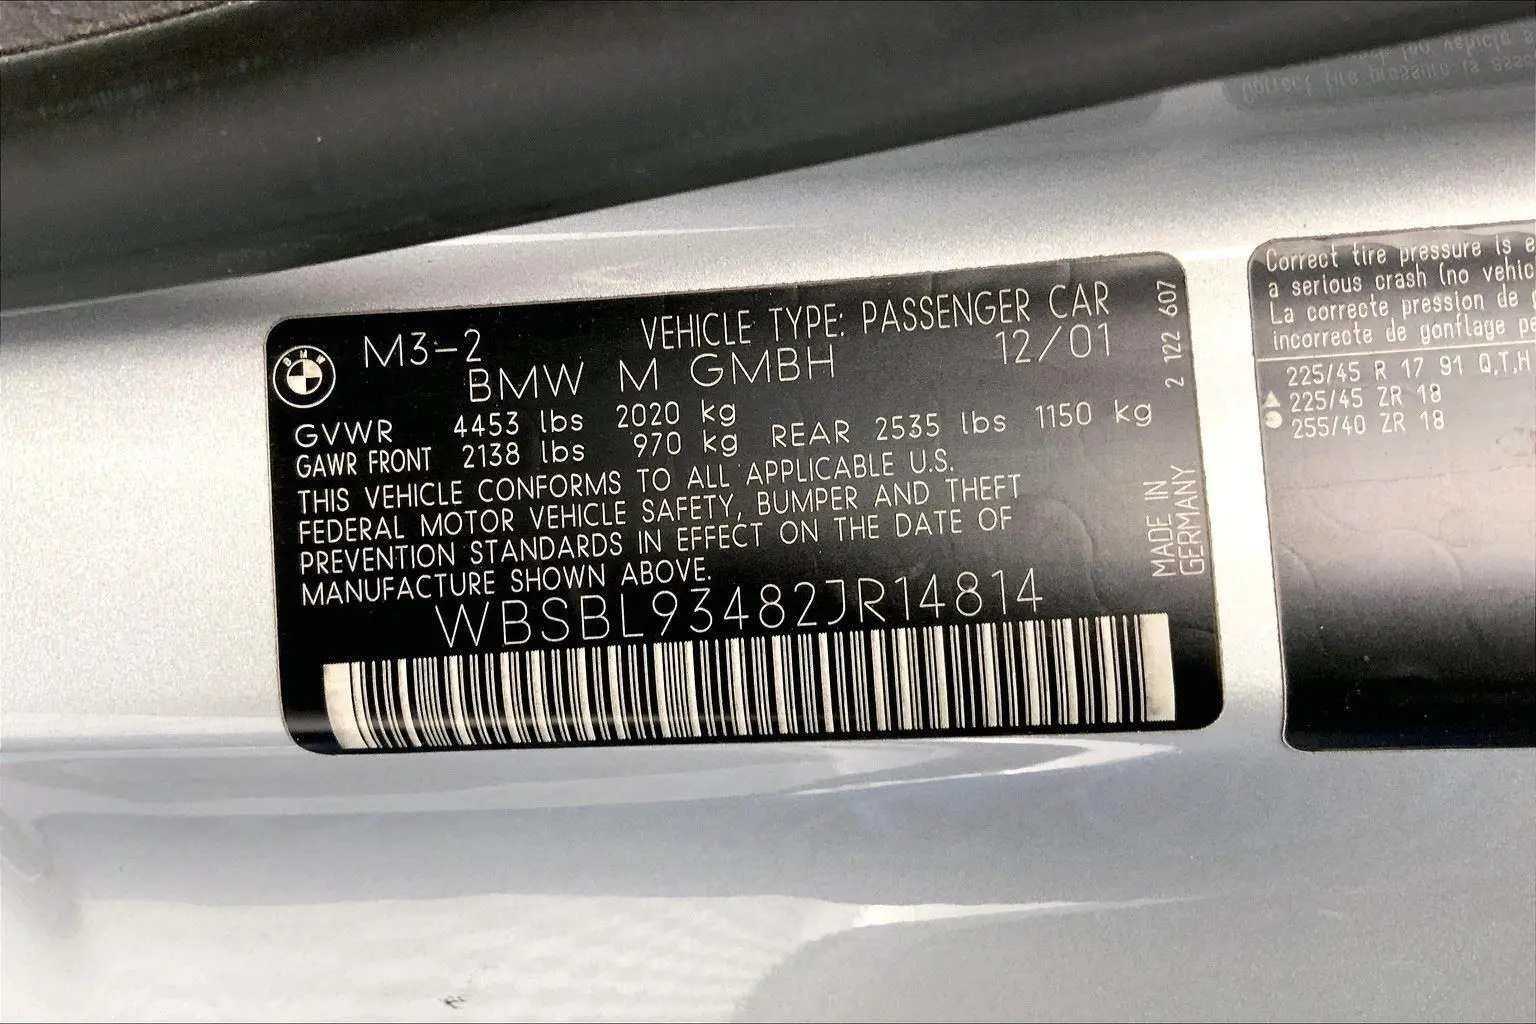 BMW
M3-2
VEHICLE TYPE: PASSENGER CAR
BMW M GMBH
12/01
GVWR 4453 lbs 2020 kg
GAWR FRONT 2138 lbs 970 kg REAR 2535 lbs 1150 kg
THIS VEHICLE CONFORMS TO ALL APPLICABLE U.S.
FEDERAL MOTOR VEHICLE SAFETY, BUMPER AND THEFT
PREVENTION STANDARDS IN EFFECT ON THE DATE OF
MANUFACTURE SHOWN ABOVE.
WBSBL93482JR14814
2 122 607
MADE IN
GERMANY
Correct tire pressure is
a serious crash (no vehic
La correcte pression de
incorrecte de gonflage
225/45 R 17 91 Q,T,H
225/45 ZR 18
255/40 ZR 18